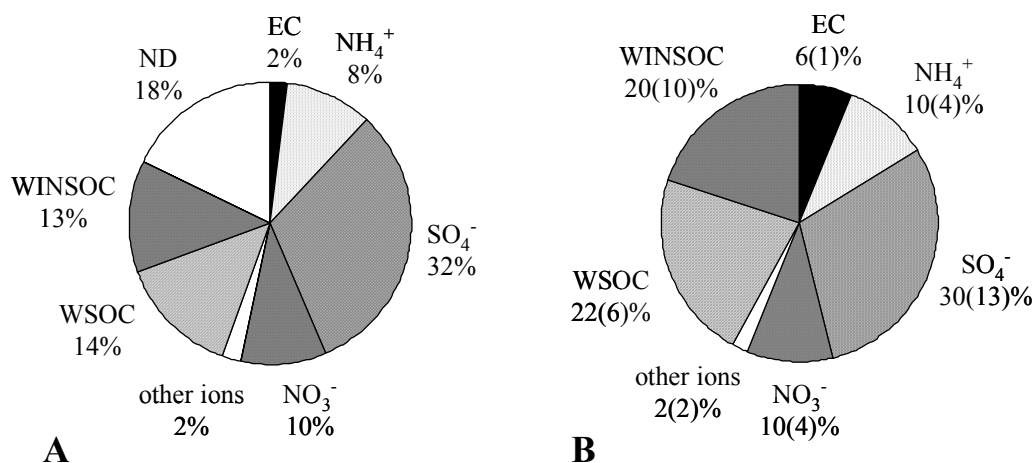 EC
2%
NH₄⁺
8%
ND
18%
WINSOC
13%
SO₄⁻
32%
WSOC
14%
other ions
2%
NO₃⁻
10%
A
EC
6(1)%
WINSOC
20(10)%
NH₄⁺
10(4)%
WSOC
22(6)%
SO₄⁻
30(13)%
other ions
2(2)%
NO₃⁻
10(4)%
B